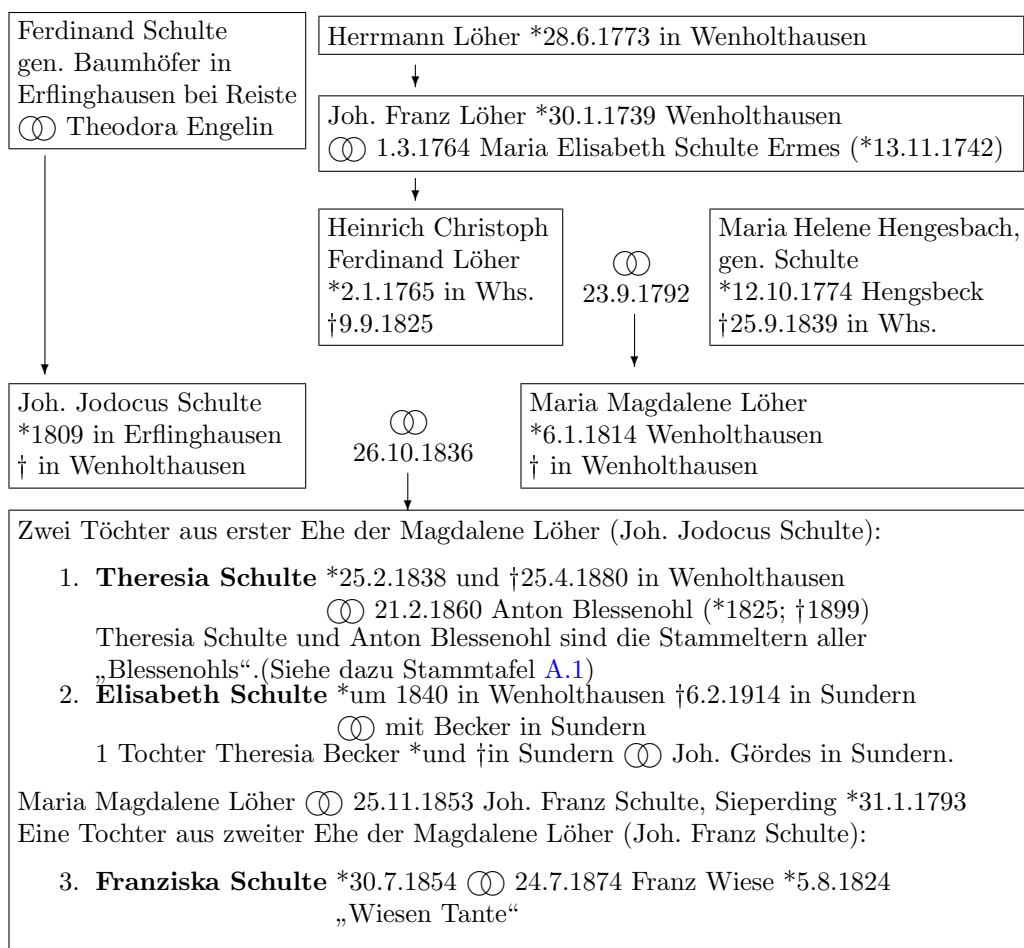 Ferdinand Schulte
gen. Baumhöfer in
Erflinghausen bei Reiste
⚭ Theodora Engelin
Herrmann Löher *28.6.1773 in Wenholthausen
Joh. Franz Löher *30.1.1739 Wenholthausen
⚭ 1.3.1764 Maria Elisabeth Schulte Ermes (*13.11.1742)
Heinrich Christoph
Ferdinand Löher
*2.1.1765 in Whs.
†9.9.1825
⚭
23.9.1792
Maria Helene Hengesbach,
gen. Schulte
*12.10.1774 Hengsbeck
†25.9.1839 in Whs.
Joh. Jodocus Schulte
*1809 in Erflinghausen
† in Wenholthausen
⚭
26.10.1836
Maria Magdalene Löher
*6.1.1814 Wenholthausen
† in Wenholthausen
Zwei Töchter aus erster Ehe der Magdalene Löher (Joh. Jodocus Schulte):
1. Theresia Schulte *25.2.1838 und †25.4.1880 in Wenholthausen
⚭ 21.2.1860 Anton Blessenohl (*1825; †1899)
Theresia Schulte und Anton Blessenohl sind die Stammeltern aller
„Blessenohls“.(Siehe dazu Stammtafel A.1)
2. Elisabeth Schulte *um 1840 in Wenholthausen †6.2.1914 in Sundern
⚭ mit Becker in Sundern
1 Tochter Theresia Becker *und †in Sundern ⚭ Joh. Gördes in Sundern.
Maria Magdalene Löher ⚭ 25.11.1853 Joh. Franz Schulte, Sieperding *31.1.1793
Eine Tochter aus zweiter Ehe der Magdalene Löher (Joh. Franz Schulte):
3. Franziska Schulte *30.7.1854 ⚭ 24.7.1874 Franz Wiese *5.8.1824
„Wiesen Tante“